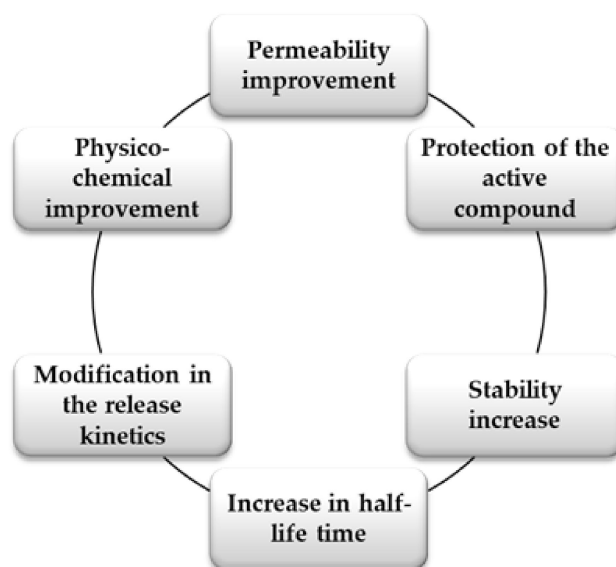 Permeability
improvement
Protection of the
active
compound
Stability
increase
Increase in half-
life time
Modification in
the release
kinetics
Physico-
chemical
improvement